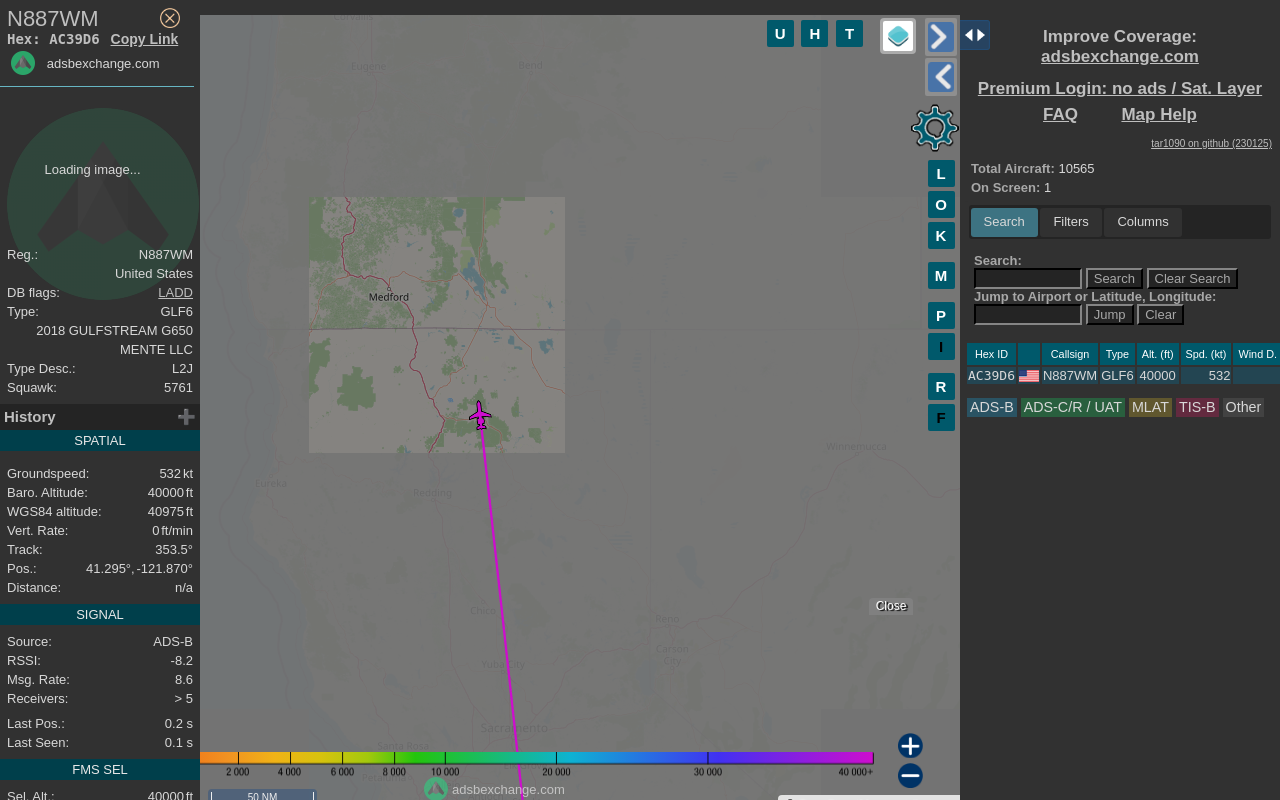 N887WM
Hex: AC39D6 Copy Link
adsbexchange.com
Loading image...
Reg.: N887WM
United States
DB flags: LADD
Type: GLF6
2018 GULFSTREAM G650
MENTE LLC
Type Desc.: L2J
Squawk: 5761
History
SPATIAL
Groundspeed: 532 kt
Baro. Altitude: 40000 ft
WGS84 altitude: 40975 ft
Vert. Rate: 0 ft/min
Track: 353.5°
Pos.: 41.295°, -121.870°
Distance: n/a
SIGNAL
Source: ADS-B
RSSI: -8.2
Msg. Rate: 8.6
Receivers: > 5
Last Pos.: 0.2 s
Last Seen: 0.1 s
FMS SEL
Sel. Alt.: 40000 ft
Corvallis
Eugene
Bend
U H T
L
O
K
M
P
I
R
F
Medford
Eureka
Redding
Winnemucca
Chico
Reno
Carson
City
Yuba City
Sacramento
Santa Rosa
Close
2 000 4 000 6 000 8 000 10 000 20 000 30 000 40 000+
adsbexchange.com
50 NM
Improve Coverage:
adsbexchange.com
Premium Login: no ads / Sat. Layer
FAQ Map Help
tar1090 on github (230125)
Total Aircraft: 10565
On Screen: 1
Search Filters Columns
Search:
Search Clear Search
Jump to Airport or Latitude, Longitude:
Jump Clear
Hex ID Callsign Type Alt. (ft) Spd. (kt) Wind D.
AC39D6 N887WM GLF6 40000 532
ADS-B ADS-C/R / UAT MLAT TIS-B Other